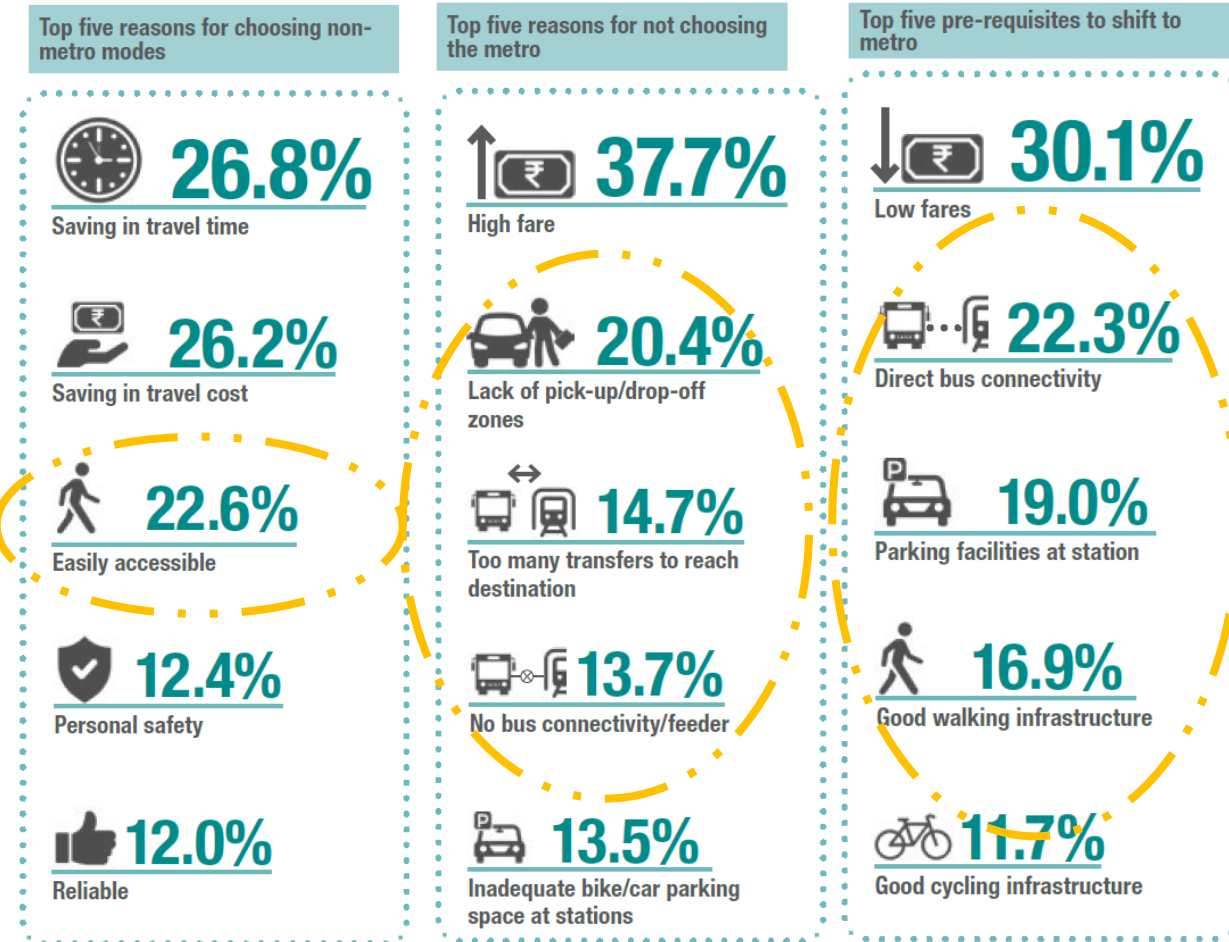 Top five reasons for choosing non-
metro modes
26.8%
Saving in travel time
₹
26.2%
Saving in travel cost
22.6%
Easily accessible
12.4%
Personal safety
12.0%
Reliable
Top five reasons for not choosing
the metro
₹
37.7%
High fare
20.4%
Lack of pick-up/drop-off
zones
14.7%
Too many transfers to reach
destination
13.7%
No bus connectivity/feeder
P
13.5%
Inadequate bike/car parking
space at stations
Top five pre-requisites to shift to
metro
₹
30.1%
Low fares
22.3%
Direct bus connectivity
P
19.0%
Parking facilities at station
16.9%
Good walking infrastructure
11.7%
Good cycling infrastructure